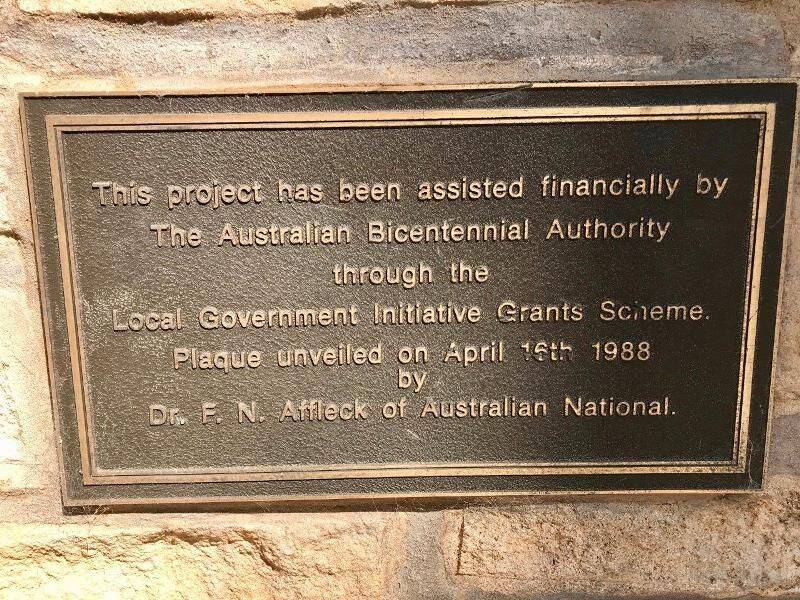 This project has been assisted financially by
The Australian Bicentennial Authority
through the
Local Government Initiative Grants Scheme.
Plaque unveiled on April 16th 1988
by
Dr. F. N. Affleck of Australian National.